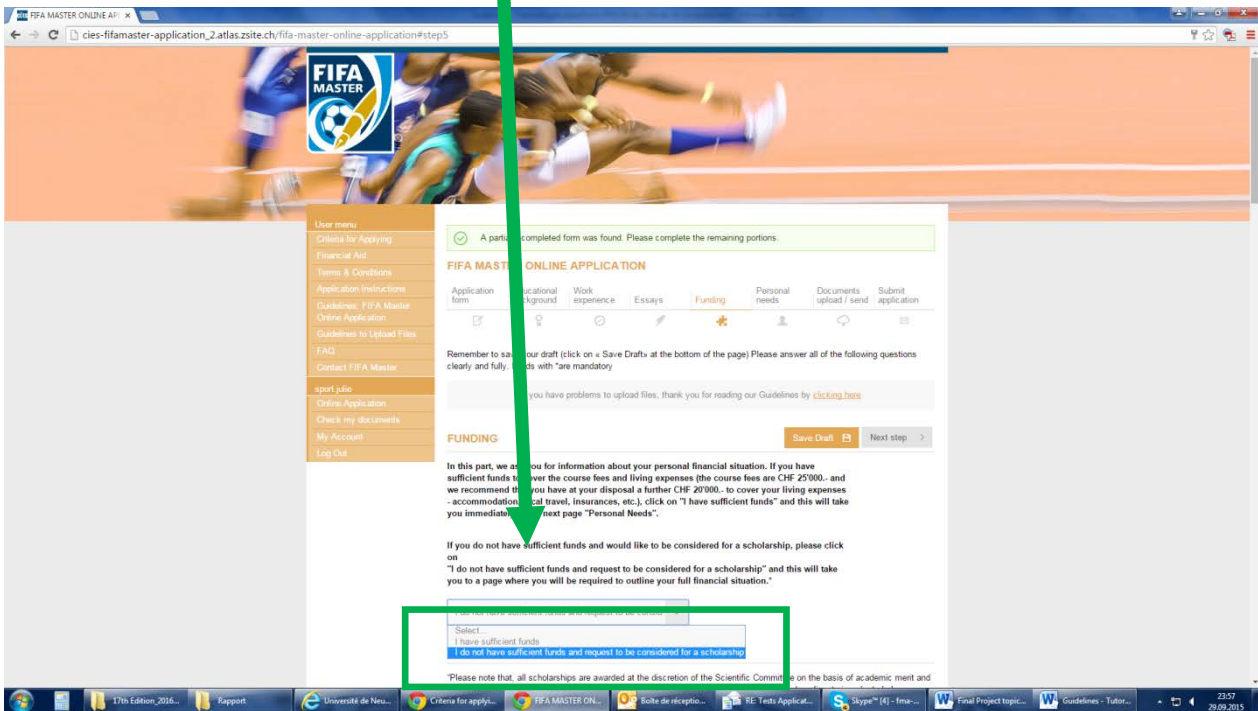 FIFA MASTER ONLINE AP
cies-fifamaster-application_2.atlas.zsite.ch/fifa-master-online-application#step5
FIFA
MASTER
User menu
Criteria for Applying
Financial Aid
Terms & Conditions
Application Instructions
Guidelines: FIFA Master
Online Application
Guidelines to Upload Files
FAQ
Contact FIFA Master
sport.julie
Online Application
Check my documents
My Account
Log Out
A completed form was found. Please complete the remaining portions.
FIFA ONLINE APPLICATION
Application
form
Work
experience
Essays
Funding
Personal
needs
Documents
upload / send
Submit
application
Remember to your draft (click on « Save Draft» at the bottom of the page) Please answer all of the following questions
clearly and fully. with *are mandatory
you have problems to upload files, thank you for reading our Guidelines by clicking here
FUNDING
Save Draft
Next step
In this part, we you for information about your personal financial situation. If you have
sufficient funds the course fees and living expenses (the course fees are CHF 25'000.- and
we recommend you have at your disposal a further CHF 20'000.- to cover your living expenses
- travel, insurances, etc.), click on "I have sufficient funds" and this will take
you next page "Personal Needs".
If you do not have sufficient funds and would like to be considered for a scholarship, please click
on
"I do not have sufficient funds and request to be considered for a scholarship" and this will take
you to a page where you will be required to outline your full financial situation.*
Select...
I have sufficient funds
I do not have sufficient funds and request to be considered for a scholarship
*Please note that, all scholarships are awarded at the discretion of the Scientific Committee on the basis of academic merit and
17th Edition_2016...
Rapport
Université de Neu...
Criteria for applyi...
FIFA MASTER ON...
Boîte de réceptio...
RE: Tests Applicat...
Skype™ [4] - fma-...
Final Project topic...
Guidelines - Tutor...
23:57
29.09.2015